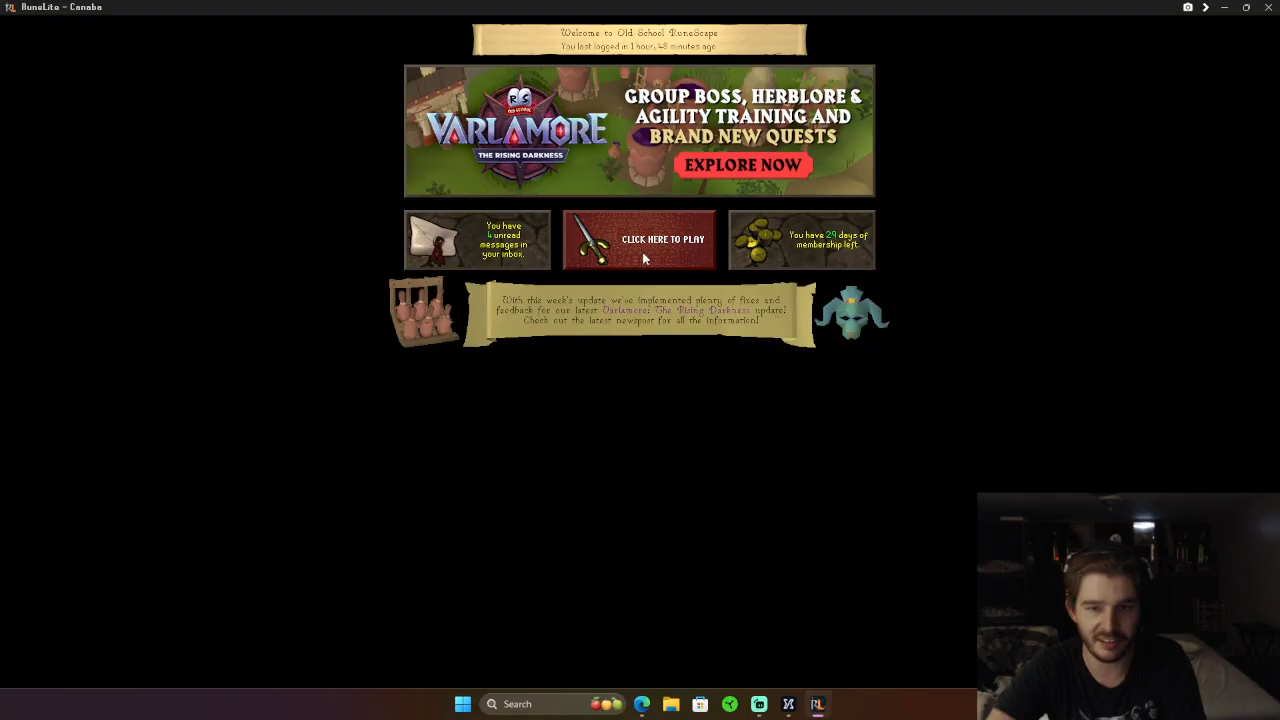 RuneLite - Canaba
Welcome to Old School RuneScape
You last logged in 1 hour, 48 minutes ago
RS
OLD SCHOOL
VARLAMORE
THE RISING DARKNESS
GROUP BOSS, HERBLORE &
AGILITY TRAINING AND
BRAND NEW QUESTS
EXPLORE NOW
You have
4 unread
messages in
your inbox.
CLICK HERE TO PLAY
You have 29 days of
membership left.
With this week's update we've implemented plenty of fixes and
feedback for our latest Varlamore: The Rising Darkness update!
Check out the latest newspost for all the information!
Search
RL